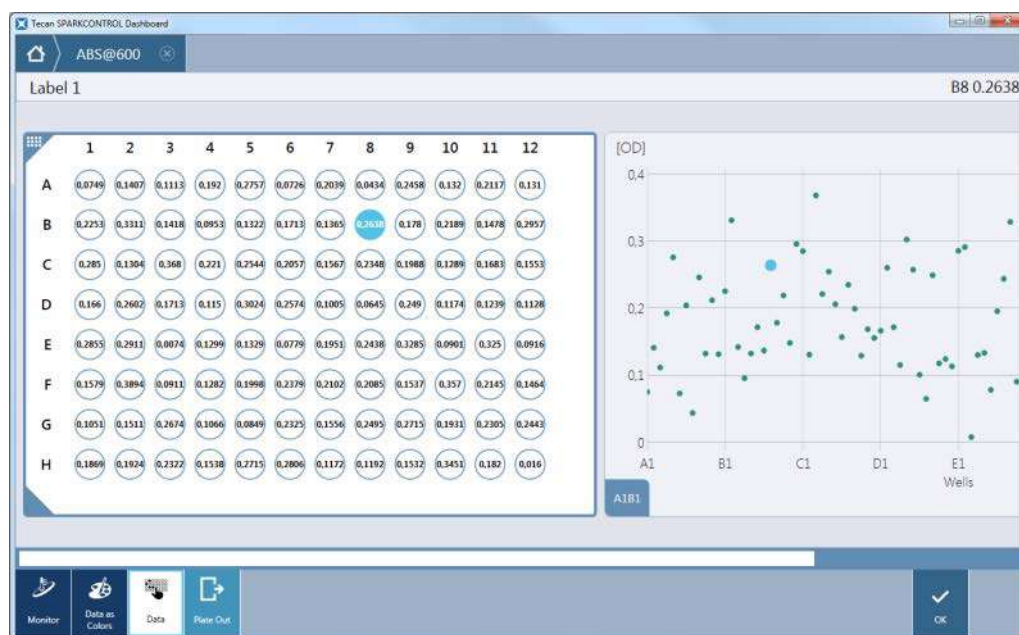 Tecan SPARKCONTROL Dashboard
ABS@600
Label 1
B8 0.2638
1 2 3 4 5 6 7 8 9 10 11 12
A 0,0749 0,1407 0,1113 0,192 0,2757 0,0726 0,2039 0,0434 0,2458 0,132 0,2117 0,131
B 0,2253 0,3311 0,1418 0,0953 0,1322 0,1713 0,1365 0,2638 0,178 0,2189 0,1478 0,2957
C 0,285 0,1304 0,368 0,221 0,2544 0,2057 0,1567 0,2348 0,1988 0,1289 0,1683 0,1553
D 0,166 0,2602 0,1713 0,115 0,3024 0,2574 0,1005 0,0645 0,249 0,1174 0,1239 0,1128
E 0,2855 0,2911 0,0074 0,1299 0,1329 0,0779 0,1951 0,2438 0,3285 0,0901 0,325 0,0916
F 0,1579 0,3894 0,0911 0,1282 0,1998 0,2379 0,2102 0,2085 0,1537 0,357 0,2145 0,1464
G 0,1051 0,1511 0,2674 0,1066 0,0849 0,2325 0,1556 0,2495 0,2715 0,1931 0,2305 0,2443
H 0,1869 0,1924 0,2322 0,1538 0,2715 0,2806 0,1172 0,1192 0,1532 0,3451 0,182 0,016
[OD]
0,4
0,3
0,2
0,1
0
A1 B1 C1 D1 E1
Wells
A1B1
Monitor
Data as
Colors
Data
Plate Out
OK